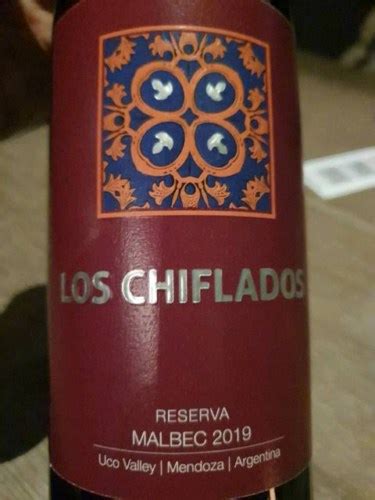 LOS CHIFLADOS
RESERVA
MALBEC 2019
Uco Valley | Mendoza | Argentina